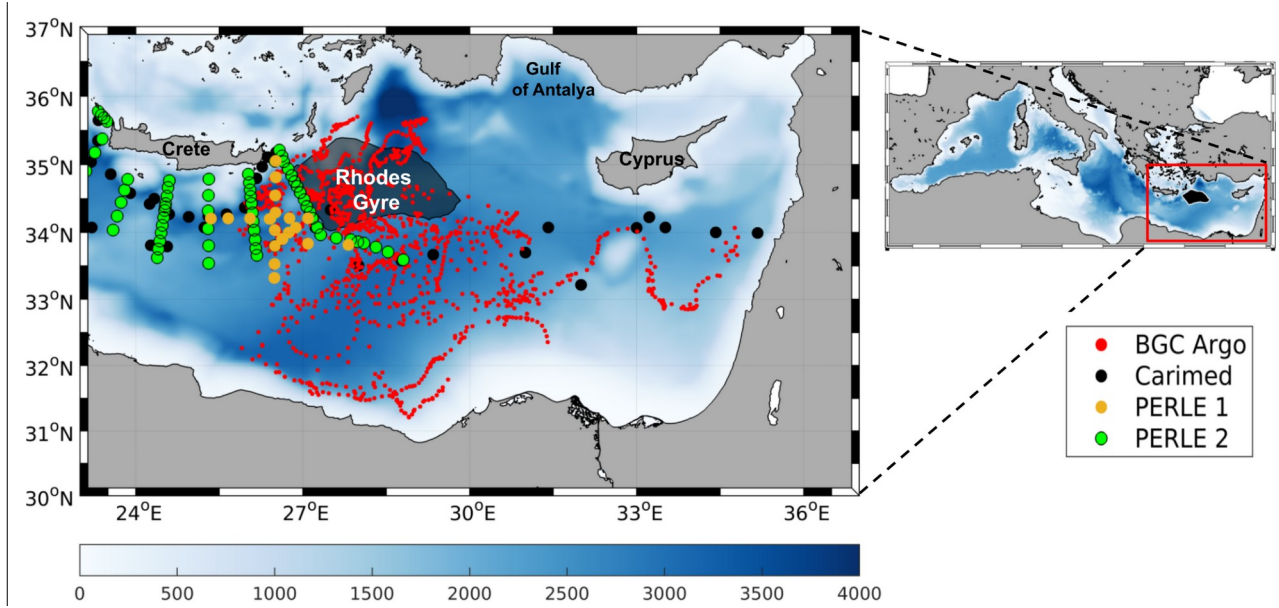 37°N
36°N
35°N
34°N
33°N
32°N
31°N
30°N
Gulf
of Antalya
Crete
Cyprus
Rhodes
Gyre
24°E
27°E
30°E
33°E
36°E
0
500
1000
1500
2000
2500
3000
3500
4000
BGC Argo
Carimed
PERLE 1
PERLE 2